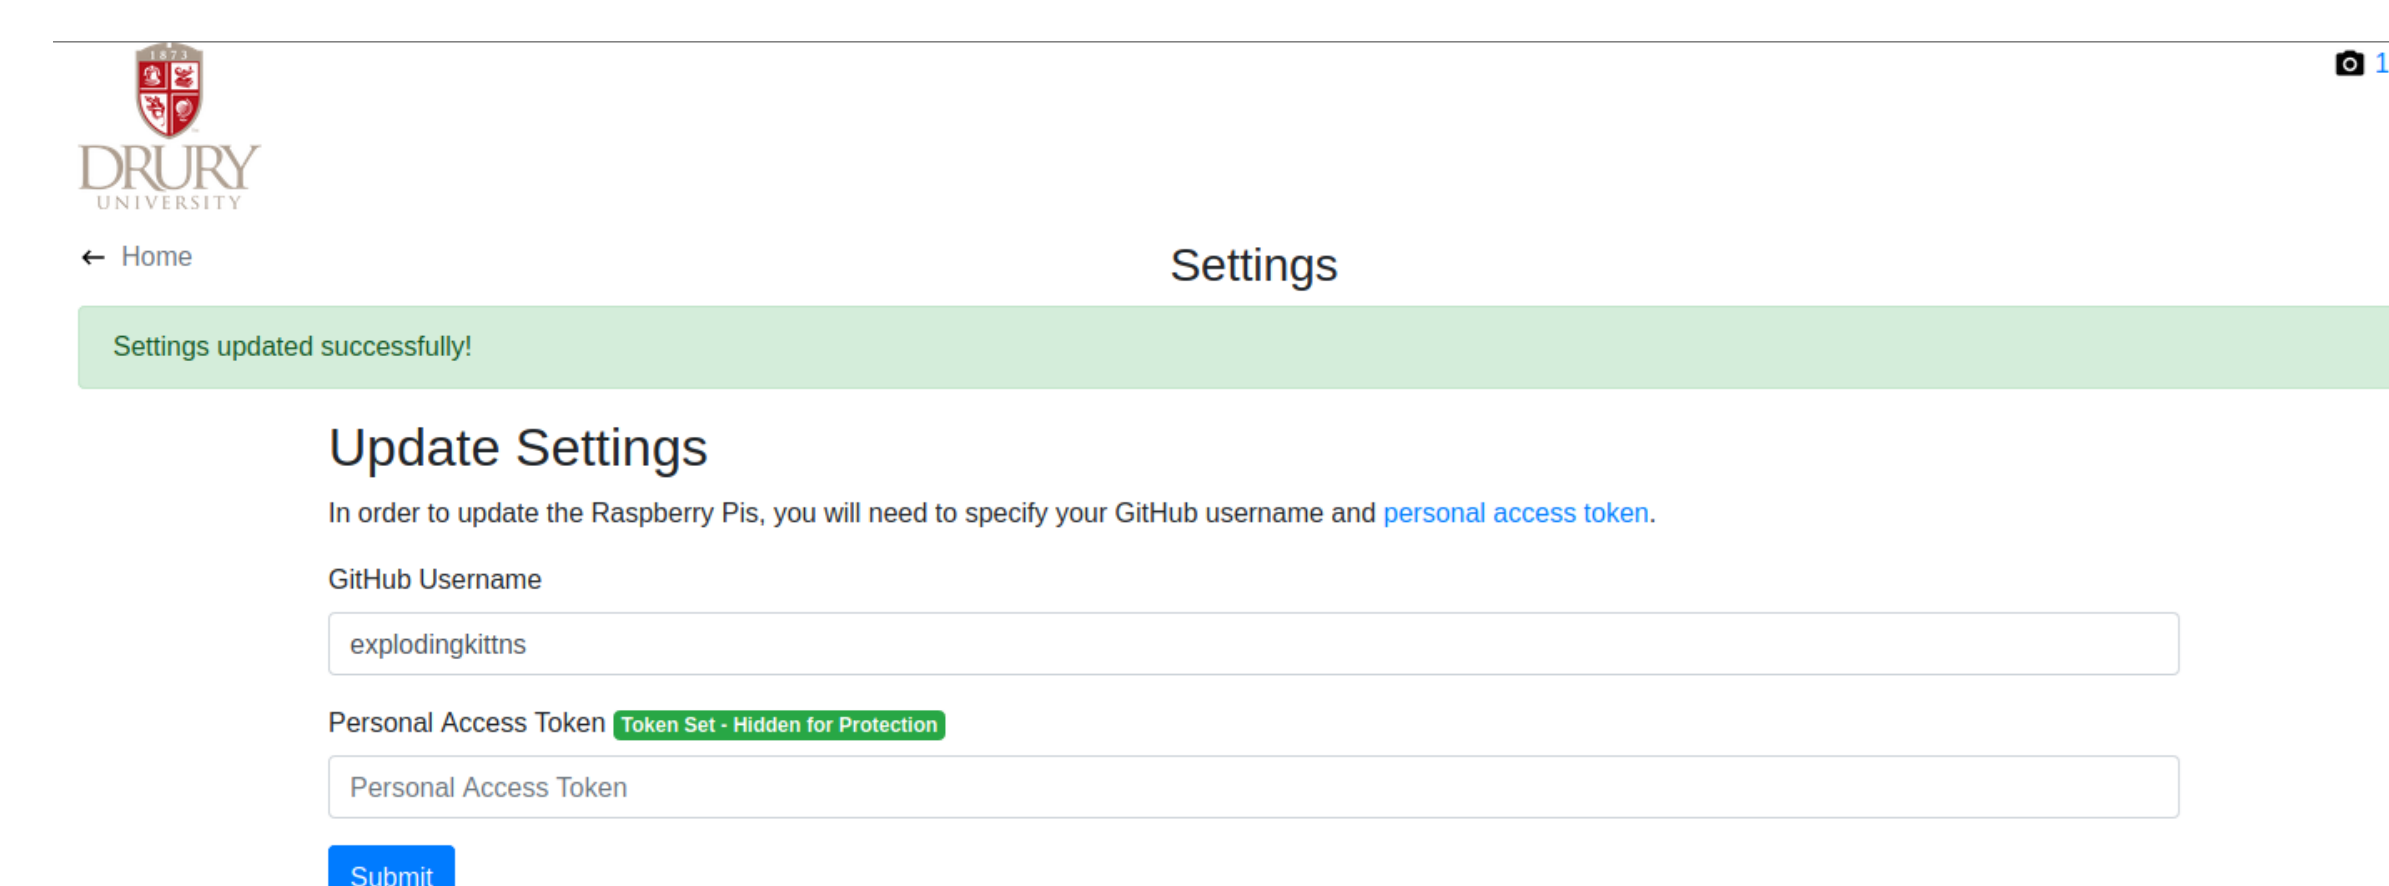 1873
1
DRURY
UNIVERSITY
← Home
Settings
Settings updated successfully!
Update Settings
In order to update the Raspberry Pis, you will need to specify your GitHub username and personal access token.
GitHub Username
explodingkittns
Personal Access Token Token Set - Hidden for Protection
Personal Access Token
Submit